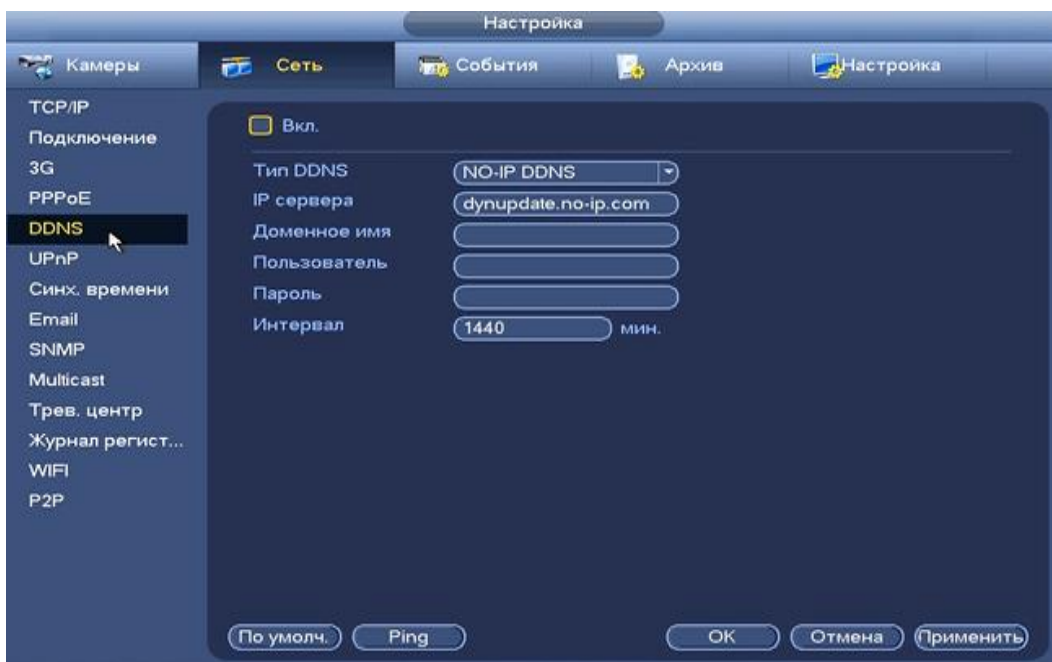 Настройка
Камеры Сеть События Архив Настройка
TCP/IP
Подключение
3G
PPPoE
DDNS
UPnP
Синх. времени
Email
SNMP
Multicast
Трев. центр
Журнал регист...
WIFI
P2P
Вкл.
Тип DDNS NO-IP DDNS
IP сервера dynupdate.no-ip.com
Доменное имя
Пользователь
Пароль
Интервал 1440 мин.
По умолч. Ping OK Отмена Применить